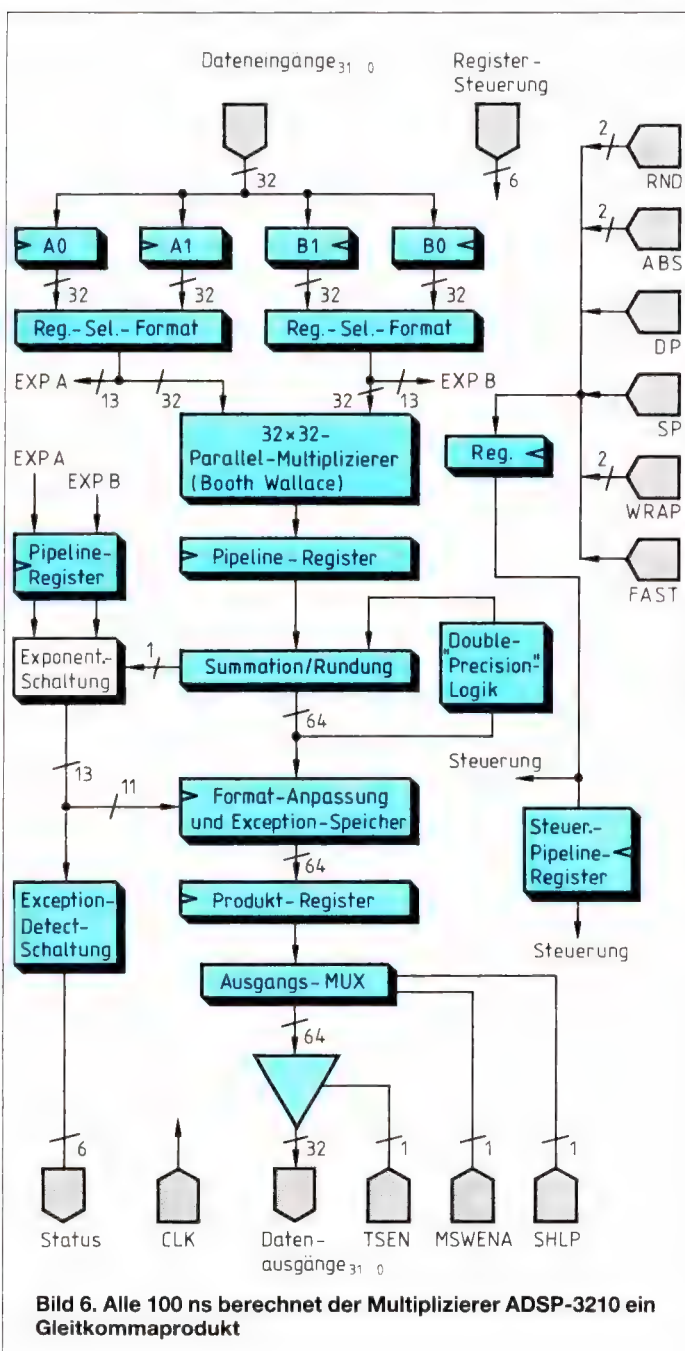 Dateneingänge31 0
Register-
Steuerung
32
6
2
RND
2
ABS
DP
SP
2
WRAP
FAST
A0
A1
B1
B0
32
32
32
32
Reg.-Sel.-Format
Reg.-Sel.-Format
EXP A
13
32
32
13
EXP B
32×32-
Parallel-Multiplizierer
(Booth Wallace)
Reg.
EXP A
EXP B
Pipeline-
Register
Pipeline-Register
Exponent.-
Schaltung
1
Summation/Rundung
"Double-
Precision"-
Logik
64
13
11
Steuerung
Format-Anpassung
und Exception-Speicher
Steuer.-
Pipeline-
Register
64
Exception-
Detect-
Schaltung
Produkt-Register
Steuerung
Ausgangs-MUX
64
6
32
1
1
1
Status
CLK
Daten-
ausgänge31 0
TSEN
MSWENA
SHLP
Bild 6. Alle 100 ns berechnet der Multiplizierer ADSP-3210 ein
Gleitkommaprodukt